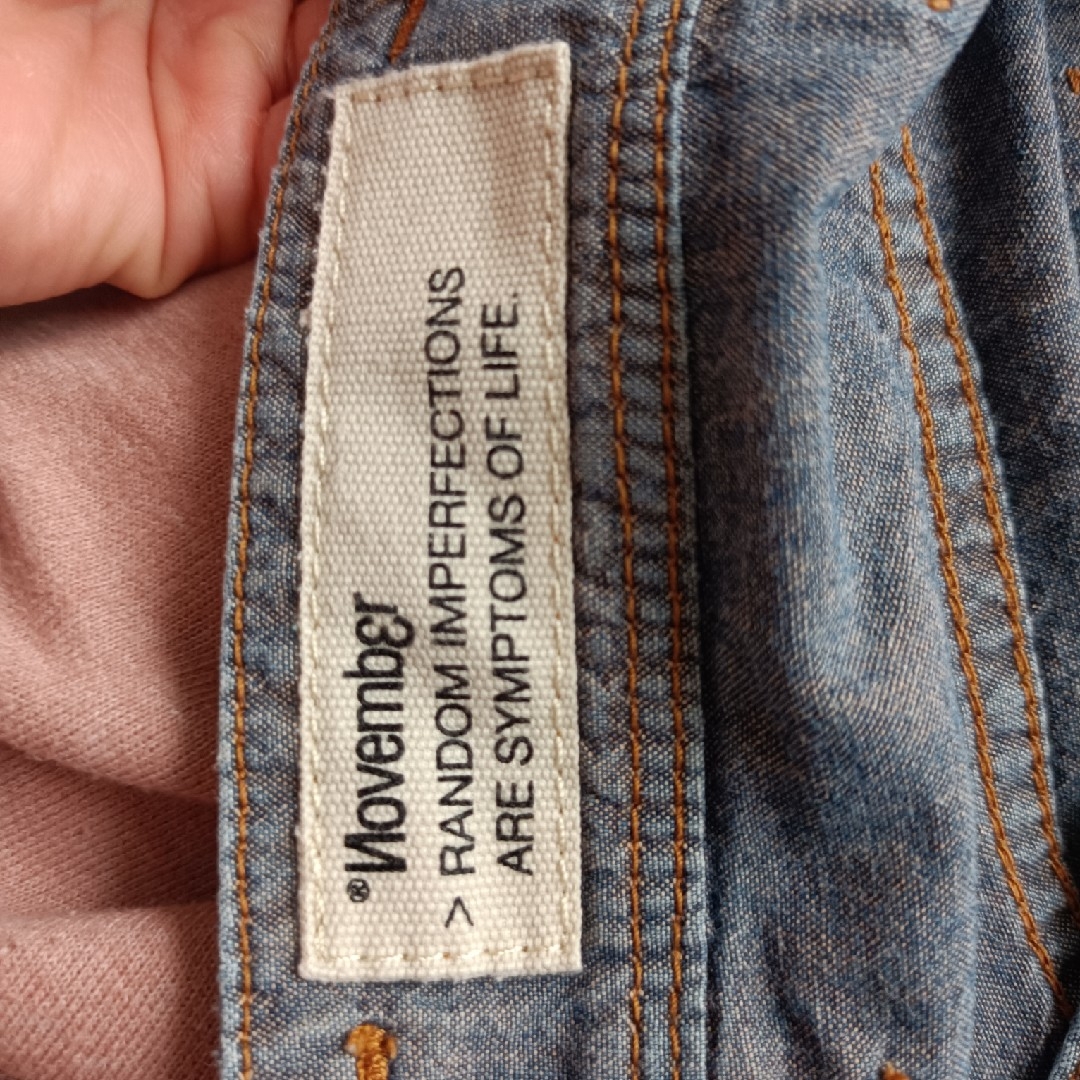 ®November
> RANDOM IMPERFECTIONS
ARE SYMPTOMS OF LIFE.